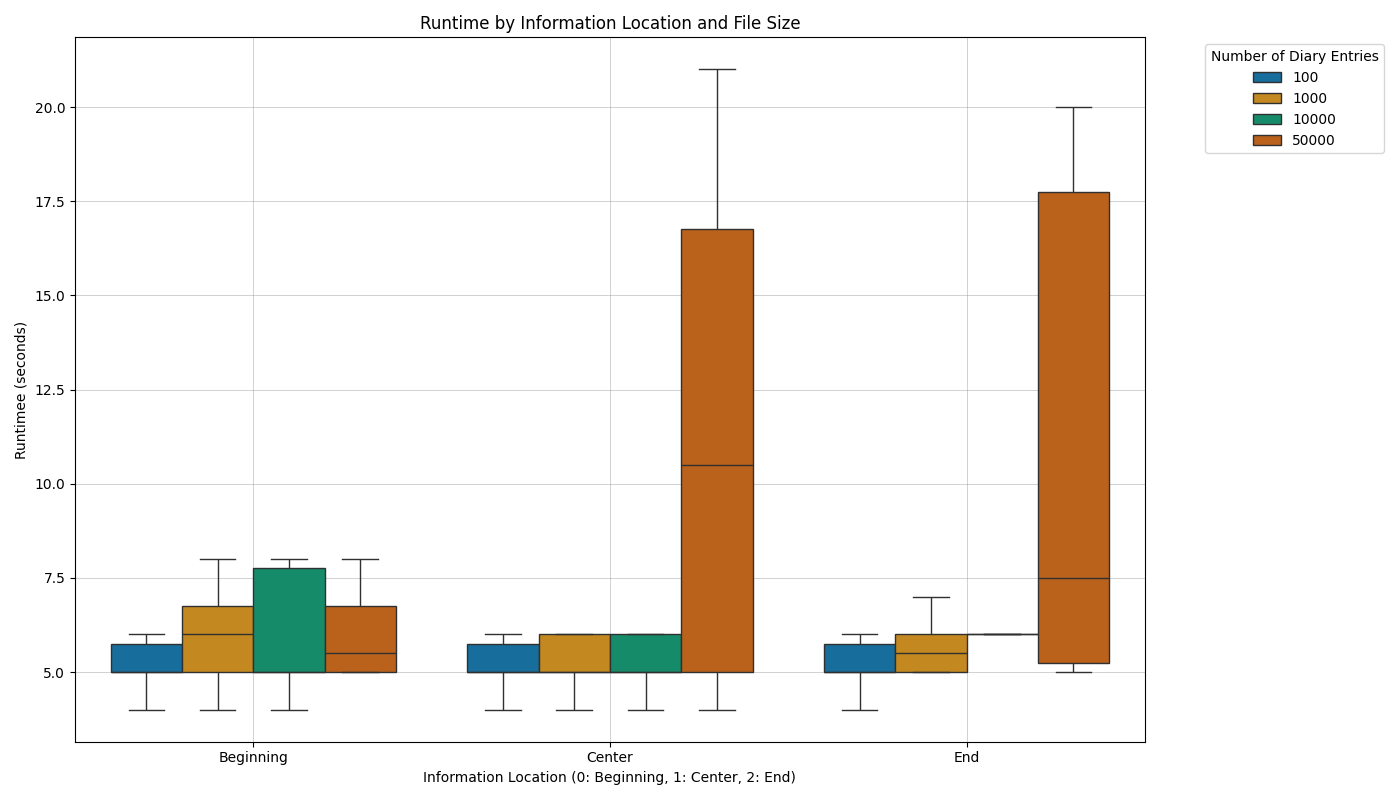 Runtime by Information Location and File Size
Number of Diary Entries
100
1000
10000
50000
Runtimee (seconds)
20.0
17.5
15.0
12.5
10.0
7.5
5.0
Beginning
Center
End
Information Location (0: Beginning, 1: Center, 2: End)